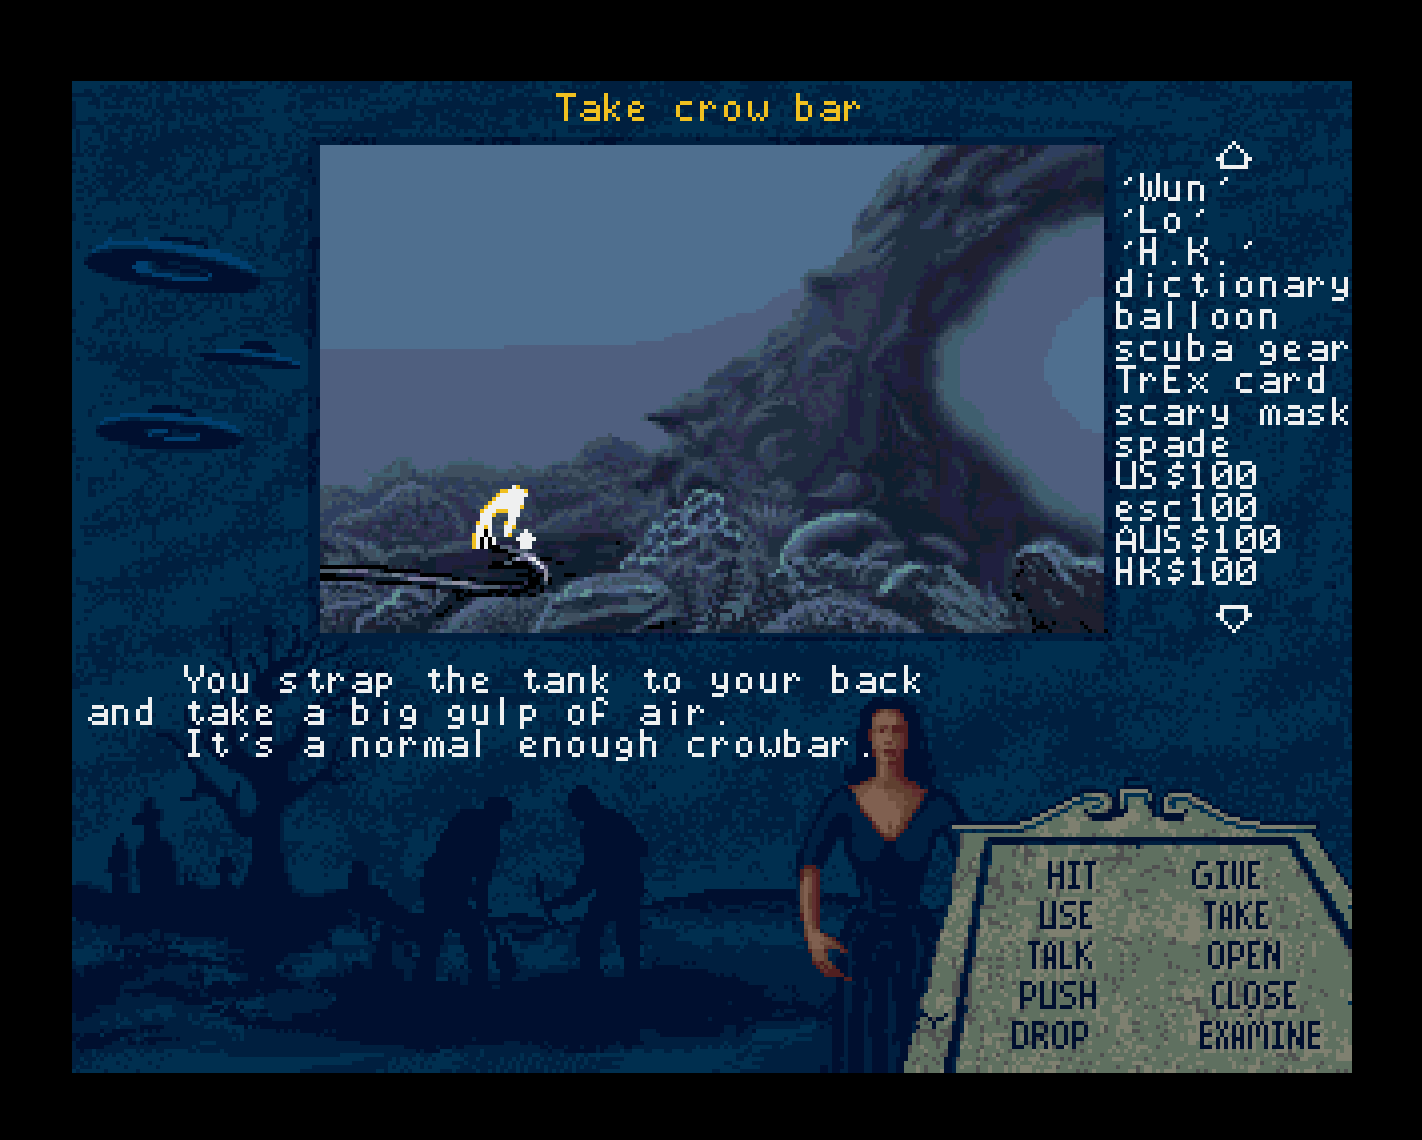 Take crow bar
'Wun'
'Lo'
'H.K.'
dictionary
balloon
scuba gear
TrEx card
scary mask
spade
US$100
esc100
AUS$100
HK$100
You strap the tank to your back
and take a big gulp of air.
It's a normal enough crowbar.
HIT GIVE
USE TAKE
TALK OPEN
PUSH CLOSE
DROP EXAMINE